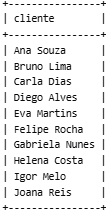 +----------------+
| cliente        |
+----------------+
| Ana Souza      |
| Bruno Lima     |
| Carla Dias     |
| Diego Alves    |
| Eva Martins    |
| Felipe Rocha   |
| Gabriela Nunes |
| Helena Costa   |
| Igor Melo      |
| Joana Reis     |
+----------------+